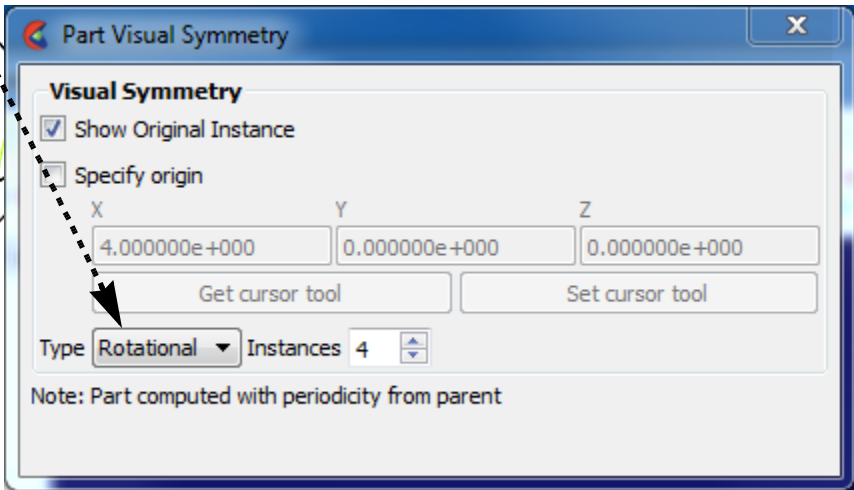 Part Visual Symmetry
Visual Symmetry
Show Original Instance
Specify origin
X Y Z
4.000000e+000 0.000000e+000 0.000000e+000
Get cursor tool Set cursor tool
Type Rotational Instances 4
Note: Part computed with periodicity from parent